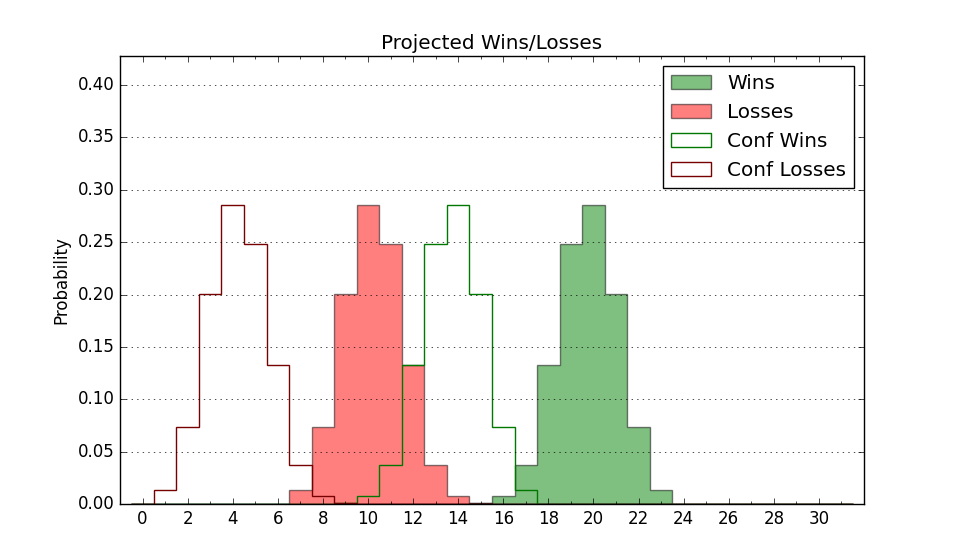 Projected Wins/Losses
Wins
Losses
Conf Wins
Conf Losses
Probability
0.40
0.35
0.30
0.25
0.20
0.15
0.10
0.05
0.00
0 2 4 6 8 10 12 14 16 18 20 22 24 26 28 30